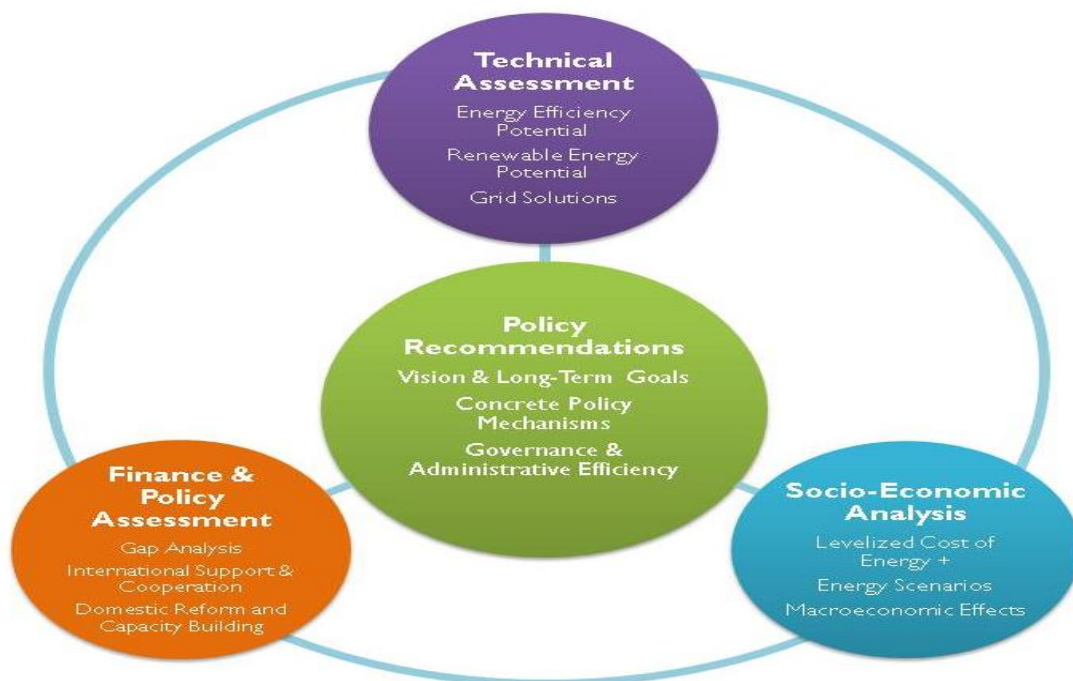 Technical
Assessment
Energy Efficiency
Potential
Renewable Energy
Potential
Grid Solutions
Policy
Recommendations
Vision & Long-Term Goals
Concrete Policy
Mechanisms
Governance &
Administrative Efficiency
Finance &
Policy
Assessment
Gap Analysis
International Support &
Cooperation
Domestic Reform and
Capacity Building
Socio-Economic
Analysis
Levelized Cost of
Energy +
Energy Scenarios
Macroeconomic Effects